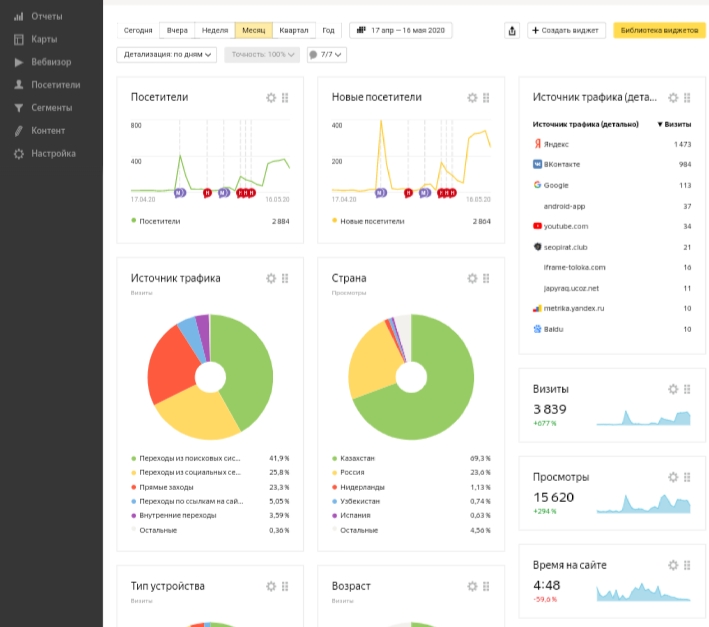 Отчеты
Карты
Вебвизор
Посетители
Сегменты
Контент
Настройка
Сегодня Вчера Неделя Месяц Квартал Год 17 апр — 16 мая 2020 + Создать виджет Библиотека виджетов
Детализация: по дням Точность: 100% 7/7
Посетители
800
400
17.04.20 16.05.20
Посетители 2 884
Новые посетители
400
200
17.04.20 16.05.20
Новые посетители 2 864
Источник трафика (дета...
Источник трафика (детально) ▼ Визиты
Яндекс 1 473
ВКонтакте 984
Google 113
android-app 37
youtube.com 34
seopirat.club 21
iframe-toloka.com 16
japyraq.ucoz.net 11
metrika.yandex.ru 10
Baidu 10
Источник трафика
Визиты
Переходы из поисковых сис... 41,9 %
Переходы из социальных се... 25,8 %
Прямые заходы 23,3 %
Переходы по ссылкам на сай... 5,05 %
Внутренние переходы 3,59 %
Остальные 0,36 %
Страна
Просмотры
Казахстан 69,3 %
Россия 23,6 %
Нидерланды 1,13 %
Узбекистан 0,74 %
Испания 0,63 %
Остальные 4,56 %
Визиты
3 839
+677 %
Просмотры
15 620
+294 %
Время на сайте
4:48
-59,6 %
Тип устройства
Визиты
Возраст
Визиты